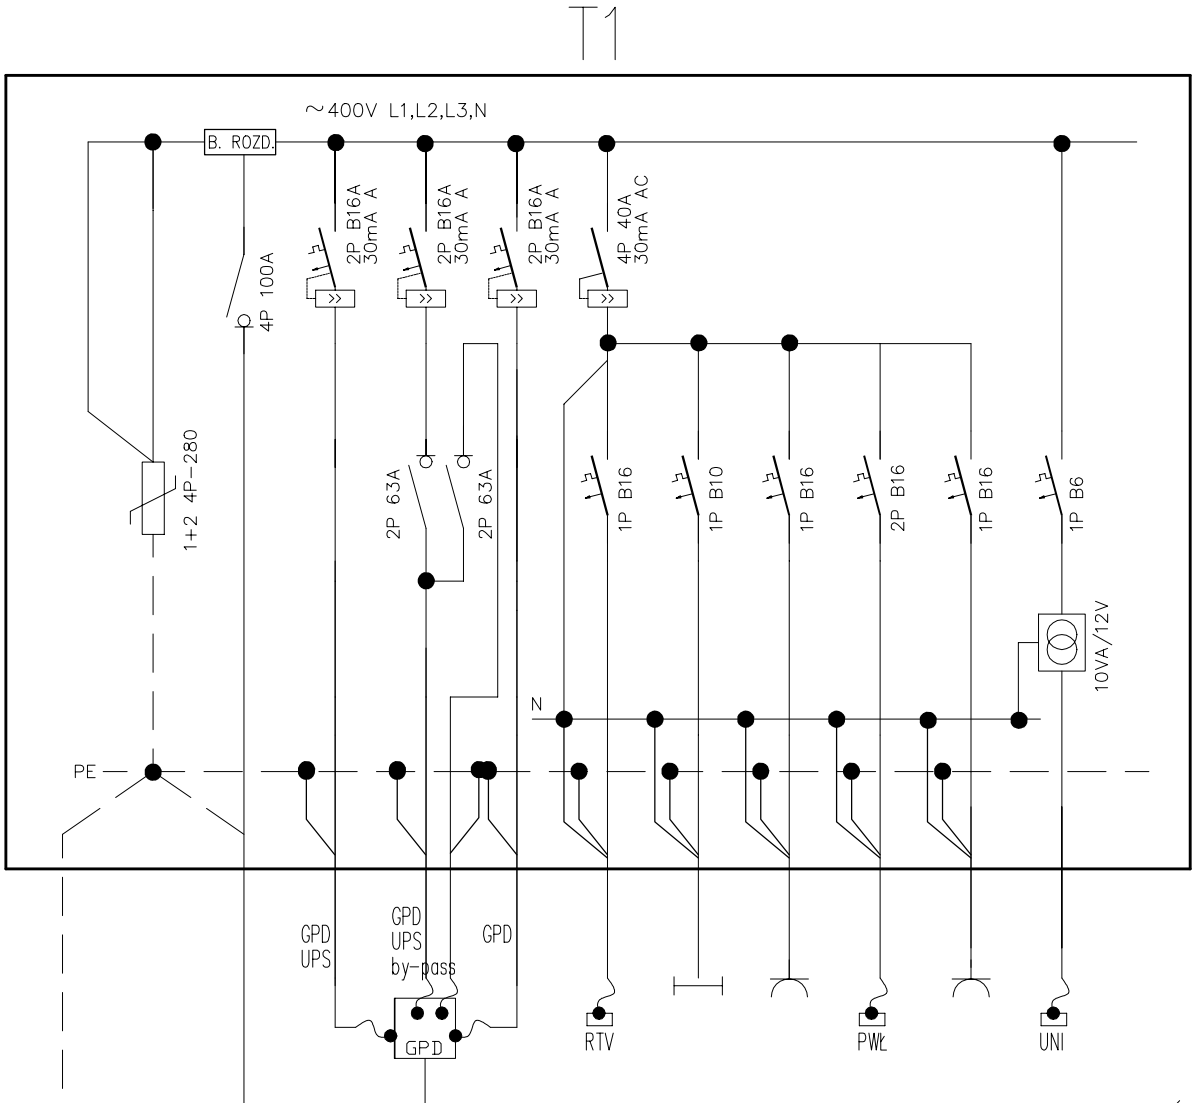 T1
~400V L1,L2,L3,N
B. ROZD.
4P 100A
2P B16A
30mA A
2P B16A
30mA A
2P B16A
30mA A
4P 40A
30mA AC
1+2 4P-280
2P 63A
2P 63A
1P B16
1P B10
1P B16
2P B16
1P B16
1P B6
10VA/12V
N
PE
GPD
UPS
GPD
UPS
by-pass
GPD
GPD
RTV
PWŁ
UNI